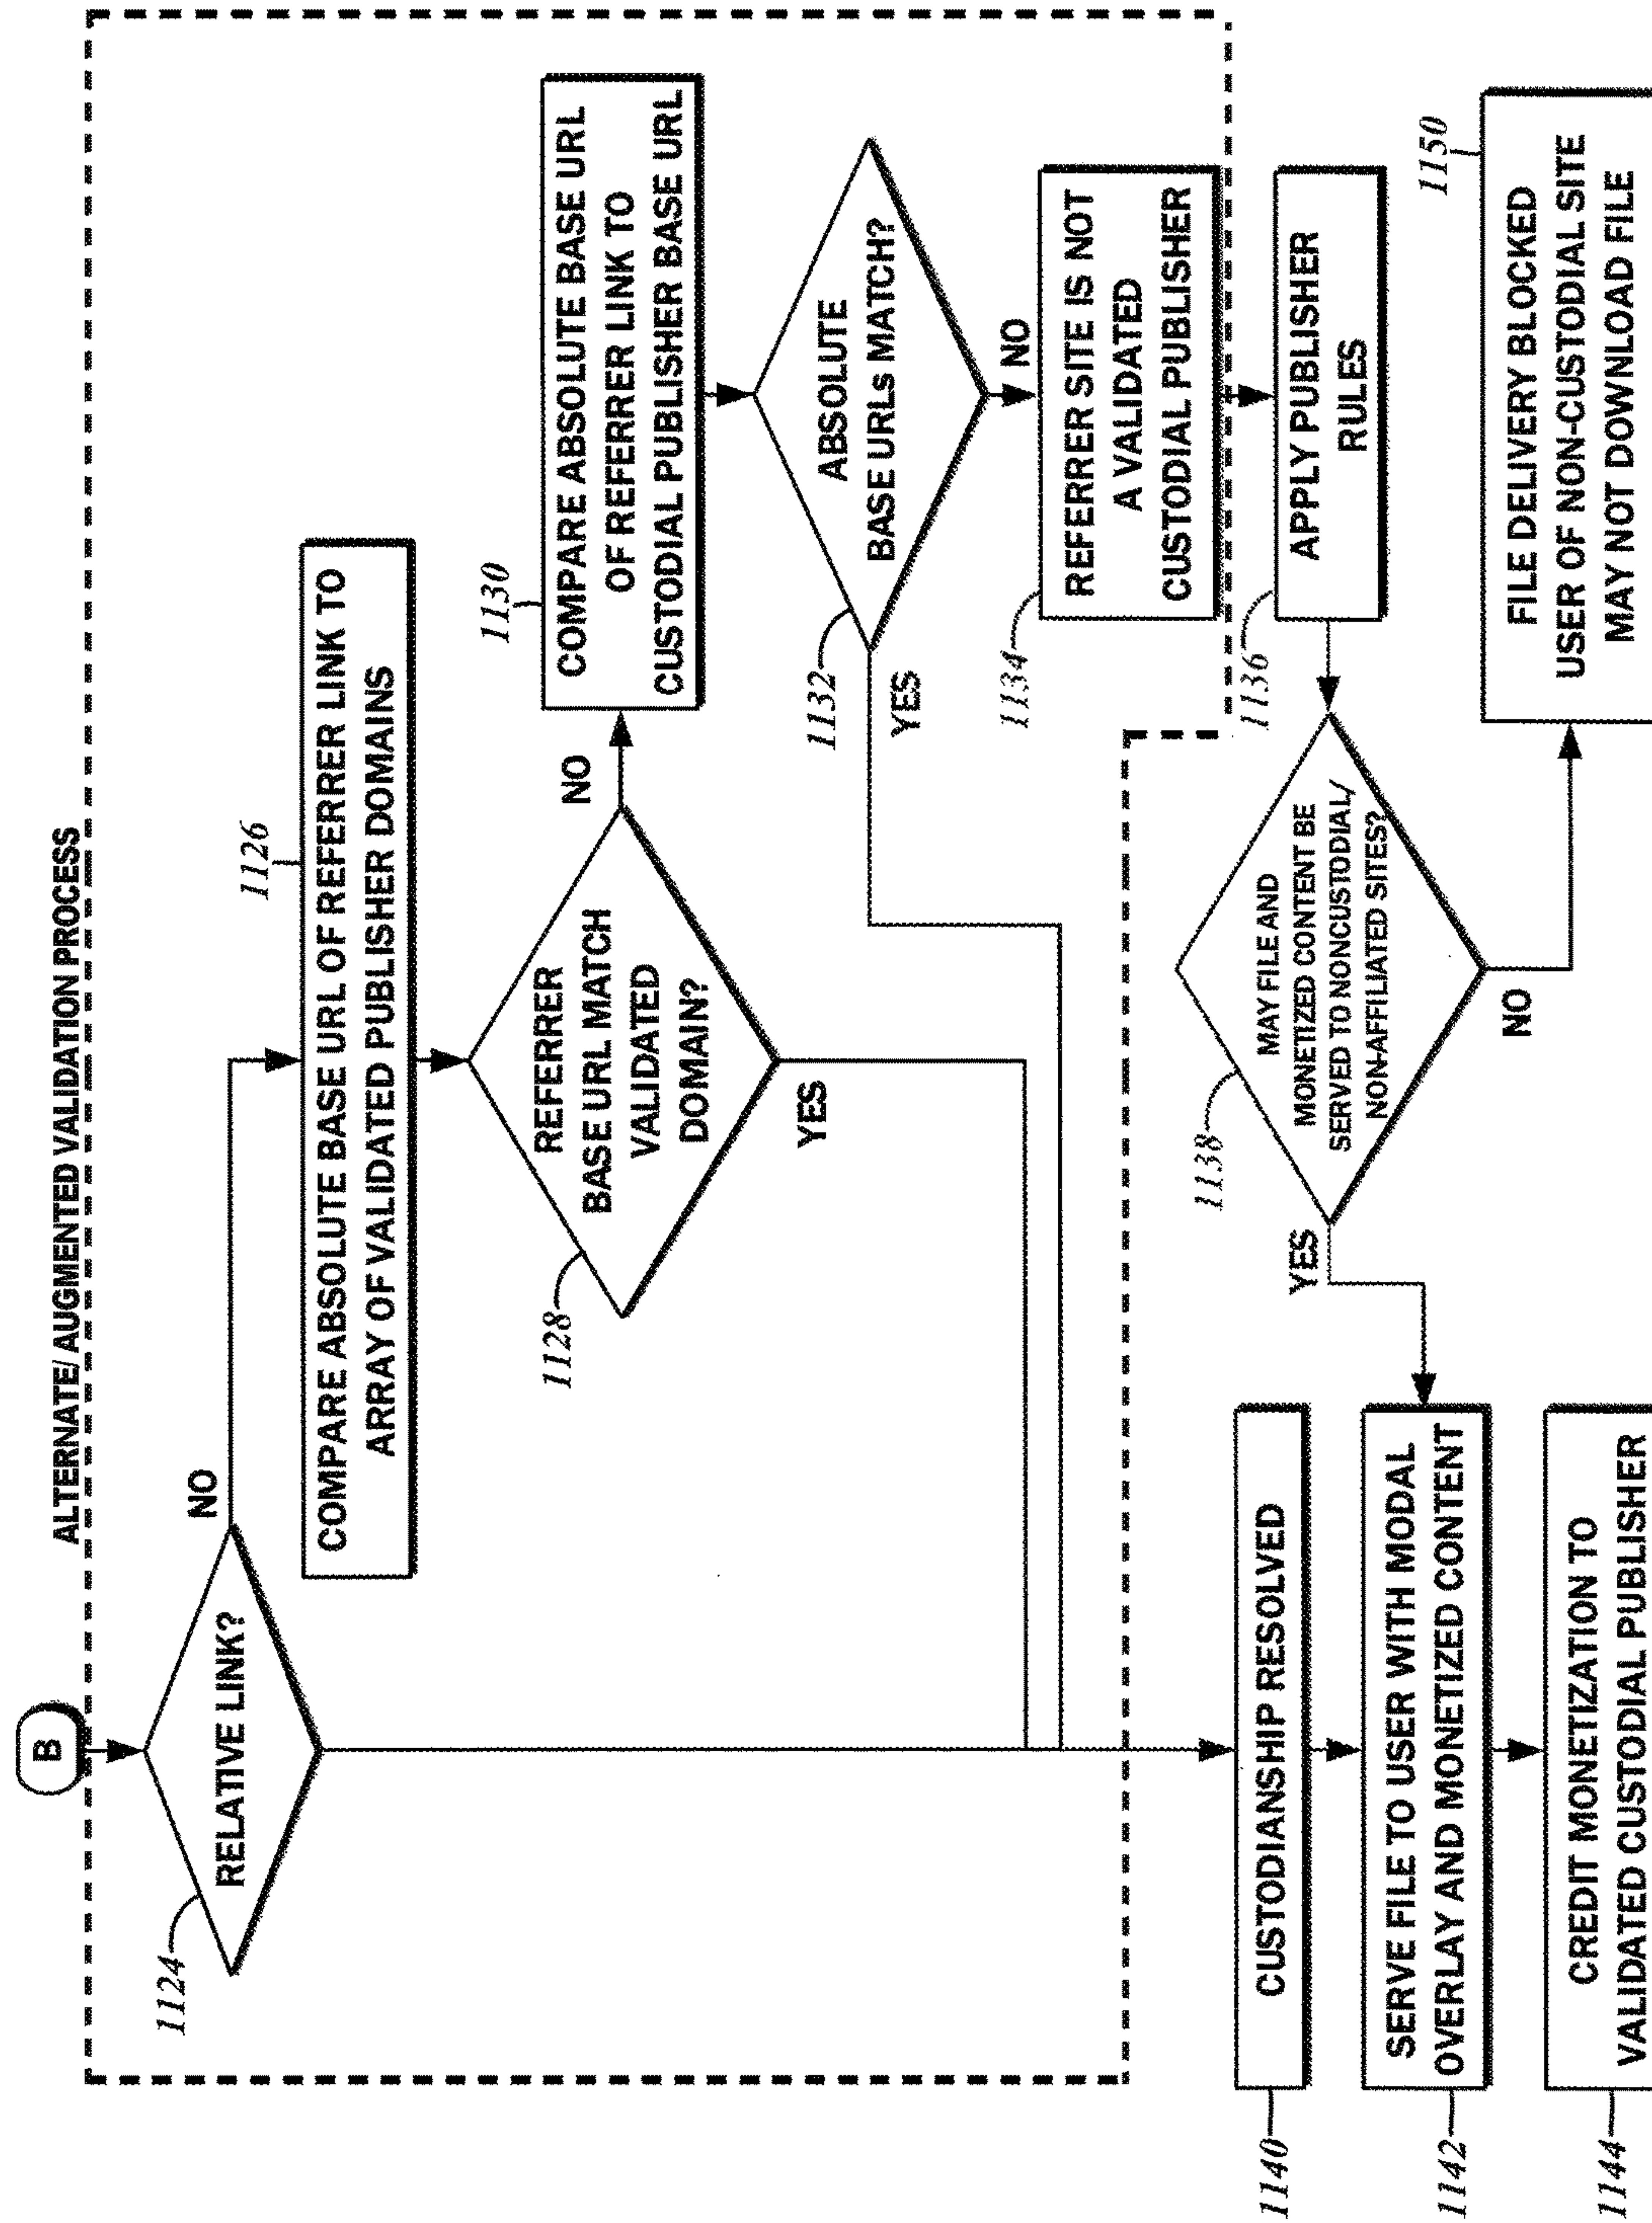 ALTERNATE/ AUGMENTED VALIDATION PROCESS
B
1124
RELATIVE LINK?
NO
1126
COMPARE ABSOLUTE BASE URL OF REFERRER LINK TO
ARRAY OF VALIDATED PUBLISHER DOMAINS
1128
REFERRER
BASE URL MATCH
VALIDATED
DOMAIN?
NO
YES
1130
COMPARE ABSOLUTE BASE URL
OF REFERRER LINK TO
CUSTODIAL PUBLISHER BASE URL
1132
ABSOLUTE
BASE URLs MATCH?
YES
NO
1134
REFERRER SITE IS NOT
A VALIDATED
CUSTODIAL PUBLISHER
1136
APPLY PUBLISHER
RULES
1138
MAY FILE AND
MONETIZED CONTENT BE
SERVED TO NONCUSTODIAL/
NON-AFFILIATED SITES?
YES
NO
1150
FILE DELIVERY BLOCKED
USER OF NON-CUSTODIAL SITE
MAY NOT DOWNLOAD FILE
1140
CUSTODIANSHIP RESOLVED
1142
SERVE FILE TO USER WITH MODAL
OVERLAY AND MONETIZED CONTENT
1144
CREDIT MONETIZATION TO
VALIDATED CUSTODIAL PUBLISHER